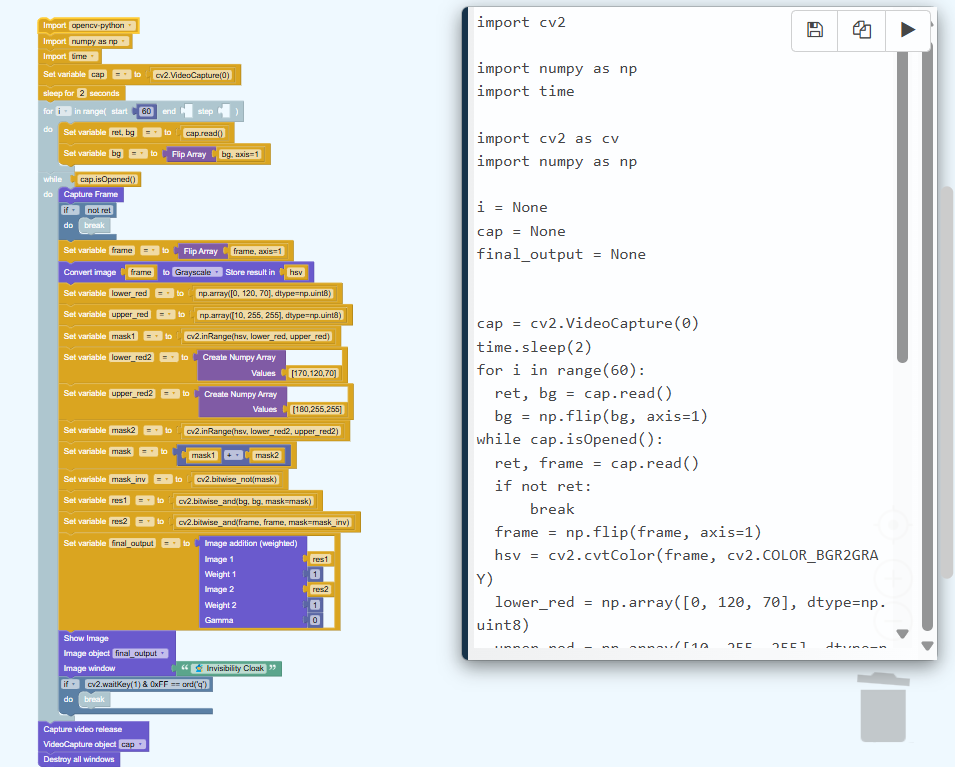 Import opencv-python
Import numpy as np
Import time
Set variable cap = to cv2.VideoCapture(0)
sleep for 2 seconds
for i in range( start 60 end step )
do Set variable ret, bg = to cap.read()
Set variable bg = to Flip Array bg, axis=1
while cap.isOpened()
do Capture Frame
if not ret
do break
Set variable frame = to Flip Array frame, axis=1
Convert image frame to Grayscale Store result in hsv
Set variable lower_red = to np.array([0, 120, 70], dtype=np.uint8)
Set variable upper_red = to np.array([10, 255, 255], dtype=np.uint8)
Set variable mask1 = to cv2.inRange(hsv, lower_red, upper_red)
Set variable lower_red2 = to Create Numpy Array
Values [170,120,70]
Set variable upper_red2 = to Create Numpy Array
Values [180,255,255]
Set variable mask2 = to cv2.inRange(hsv, lower_red2, upper_red2)
Set variable mask = to mask1 + mask2
Set variable mask_inv = to cv2.bitwise_not(mask)
Set variable res1 = to cv2.bitwise_and(bg, bg, mask=mask)
Set variable res2 = to cv2.bitwise_and(frame, frame, mask=mask_inv)
Set variable final_output = to Image addition (weighted)
Image 1 res1
Weight 1 1
Image 2 res2
Weight 2 1
Gamma 0
Show Image
Image object final_output
Image window “ Invisibility Cloak ”
if cv2.waitKey(1) & 0xFF == ord('q')
do break
Capture video release
VideoCapture object cap
Destroy all windows
import cv2
import numpy as np
import time
import cv2 as cv
import numpy as np
i = None
cap = None
final_output = None
cap = cv2.VideoCapture(0)
time.sleep(2)
for i in range(60):
ret, bg = cap.read()
bg = np.flip(bg, axis=1)
while cap.isOpened():
ret, frame = cap.read()
if not ret:
break
frame = np.flip(frame, axis=1)
hsv = cv2.cvtColor(frame, cv2.COLOR_BGR2GRA
Y)
lower_red = np.array([0, 120, 70], dtype=np.
uint8)
upper_red = np.array([10, 255, 255], dtype=n